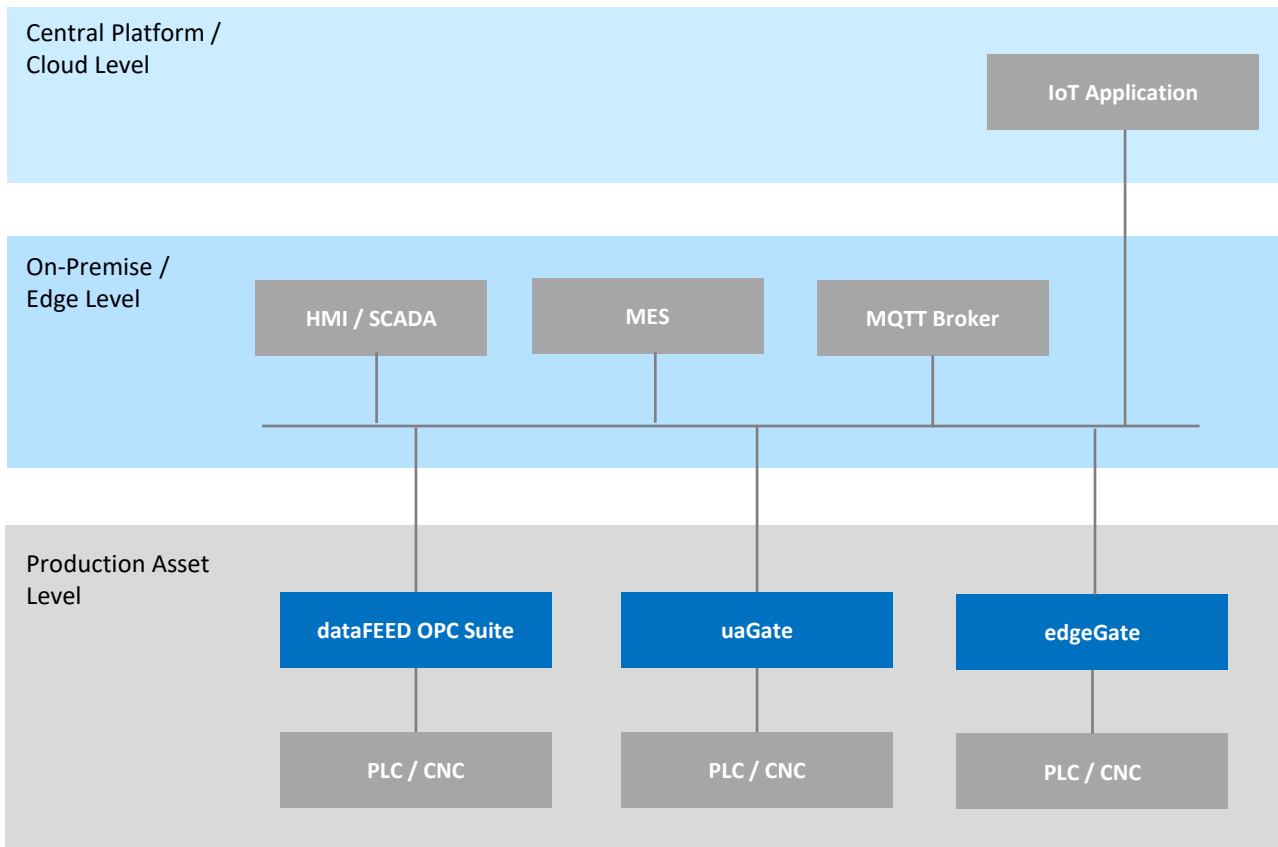 Central Platform /
Cloud Level
IoT Application
On-Premise /
Edge Level
HMI / SCADA
MES
MQTT Broker
Production Asset
Level
dataFEED OPC Suite
uaGate
edgeGate
PLC / CNC
PLC / CNC
PLC / CNC